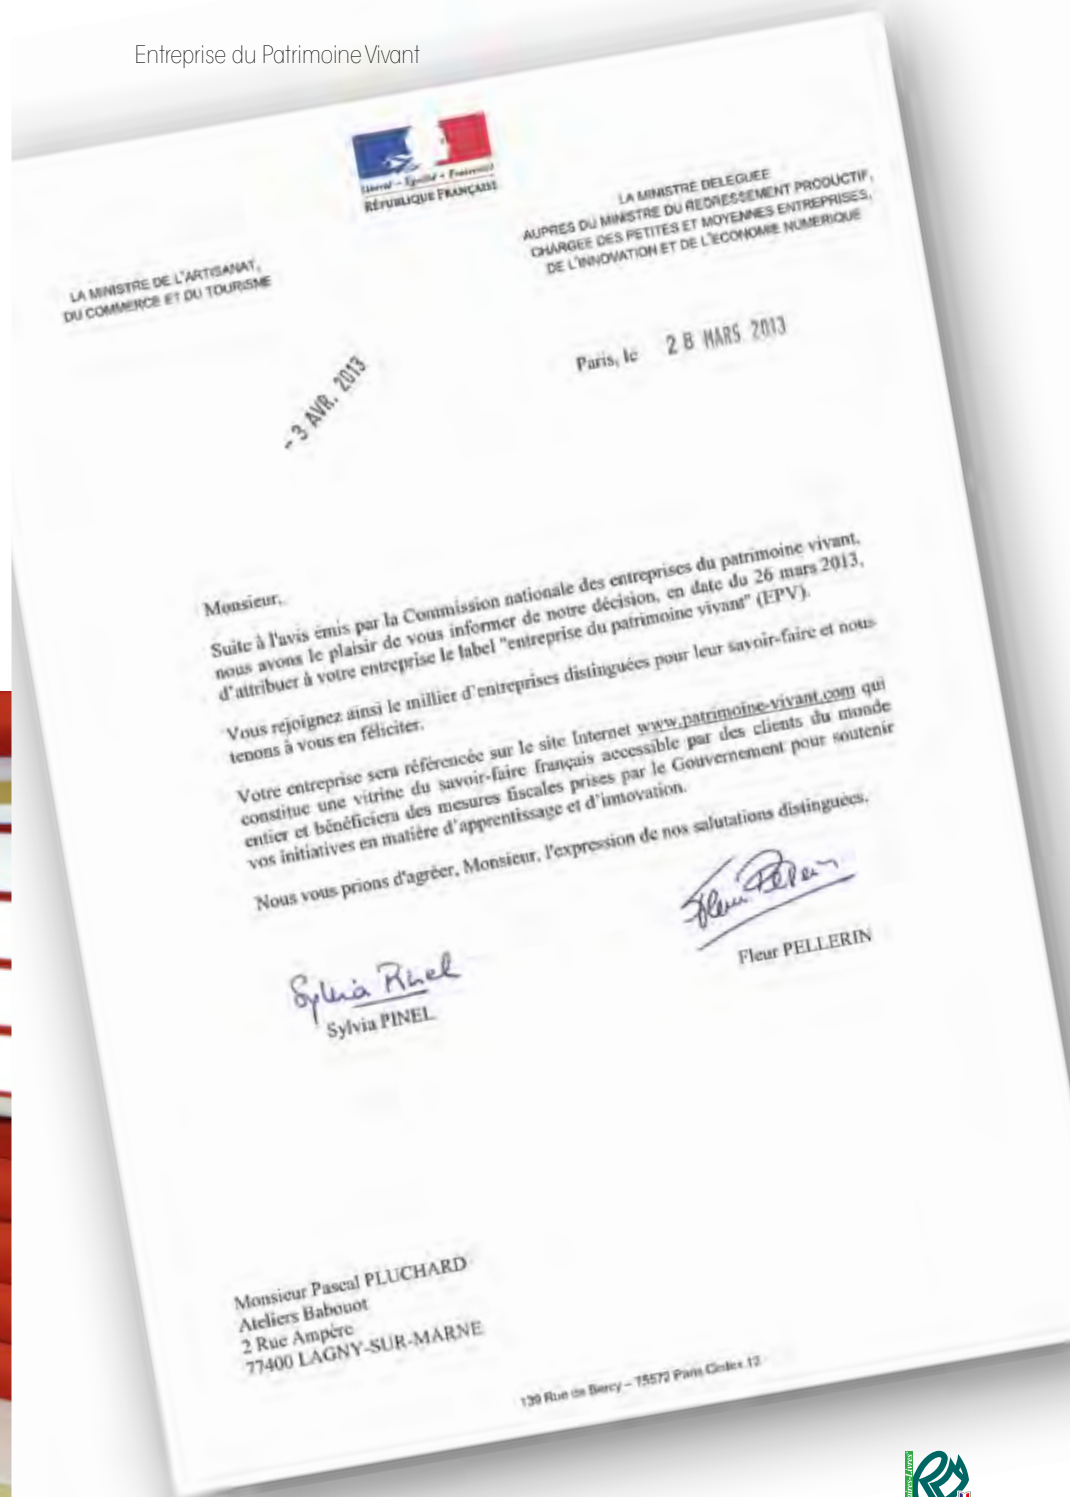 Entreprise du Patrimoine Vivant
Liberté • Égalité • Fraternité
RÉPUBLIQUE FRANÇAISE
LA MINISTRE DE L'ARTISANAT,
DU COMMERCE ET DU TOURISME
LA MINISTRE DELEGUEE
AUPRES DU MINISTRE DU REDRESSEMENT PRODUCTIF,
CHARGEE DES PETITES ET MOYENNES ENTREPRISES,
DE L'INNOVATION ET DE L'ECONOMIE NUMERIQUE
- 3 AVR. 2013
Paris, le 28 MARS 2013
Monsieur,
Suite à l'avis émis par la Commission nationale des entreprises du patrimoine vivant,
nous avons le plaisir de vous informer de notre décision, en date du 26 mars 2013,
d'attribuer à votre entreprise le label "entreprise du patrimoine vivant" (EPV).
Vous rejoignez ainsi le millier d'entreprises distinguées pour leur savoir-faire et nous
tenons à vous en féliciter.
Votre entreprise sera référencée sur le site Internet www.patrimoine-vivant.com qui
constitue une vitrine du savoir-faire français accessible par des clients du monde
entier et bénéficiera des mesures fiscales prises par le Gouvernement pour soutenir
vos initiatives en matière d'apprentissage et d'innovation.
Nous vous prions d'agréer, Monsieur, l'expression de nos salutations distinguées.
Sylvia Pinel
Sylvia PINEL
Fleur Pellerin
Fleur PELLERIN
Monsieur Pascal PLUCHARD
Ateliers Babouot
2 Rue Ampère
77400 LAGNY-SUR-MARNE
139 Rue de Bercy – 75572 Paris Cedex 12